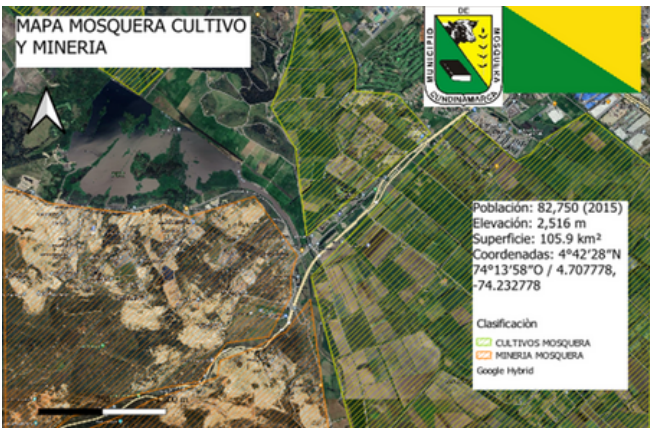 MAPA MOSQUERA CULTIVO
Y MINERIA
MUNICIPIO
DE
MOSQUERA
CUNDINAMARCA
Población: 82,750 (2015)
Elevación: 2,516 m
Superficie: 105.9 km²
Coordenadas: 4°42′28″N
74°13′58″O / 4.707778,
-74.232778
Clasificaciòn
CULTIVOS MOSQUERA
MINERIA MOSQUERA
Google Hybrid